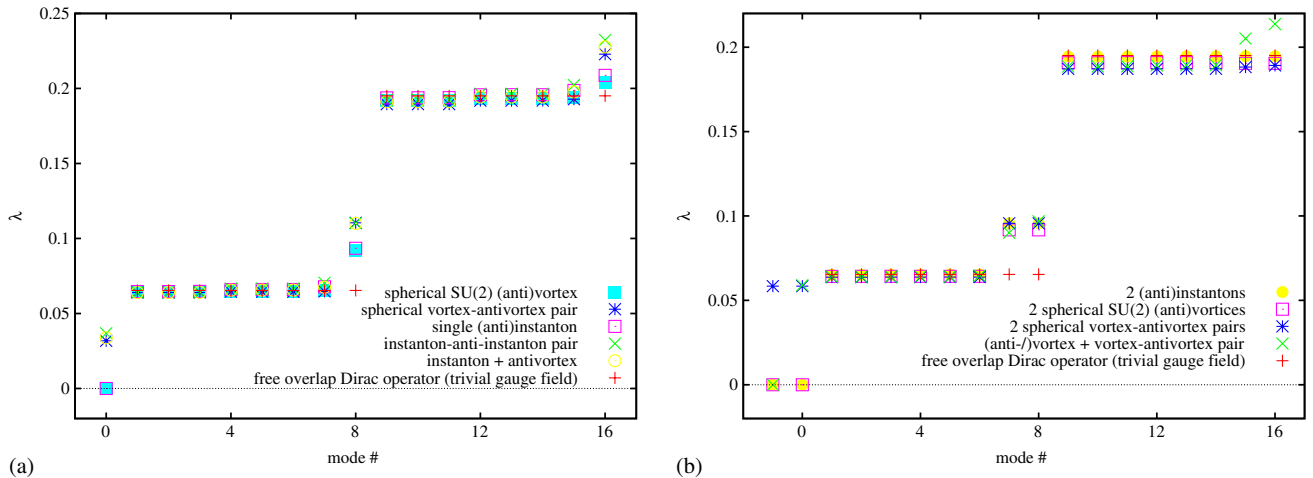 0.25
0.2
0.15
0.1
0.05
0
λ
0 4 8 12 16
mode #
spherical SU(2) (anti)vortex
spherical vortex-antivortex pair
single (anti)instanton
instanton-anti-instanton pair
instanton + antivortex
free overlap Dirac operator (trivial gauge field)
(a)
0.2
0.15
0.1
0.05
0
λ
0 4 8 12 16
mode #
2 (anti)instantons
2 spherical SU(2) (anti)vortices
2 spherical vortex-antivortex pairs
(anti-/)vortex + vortex-antivortex pair
free overlap Dirac operator (trivial gauge field)
(b)